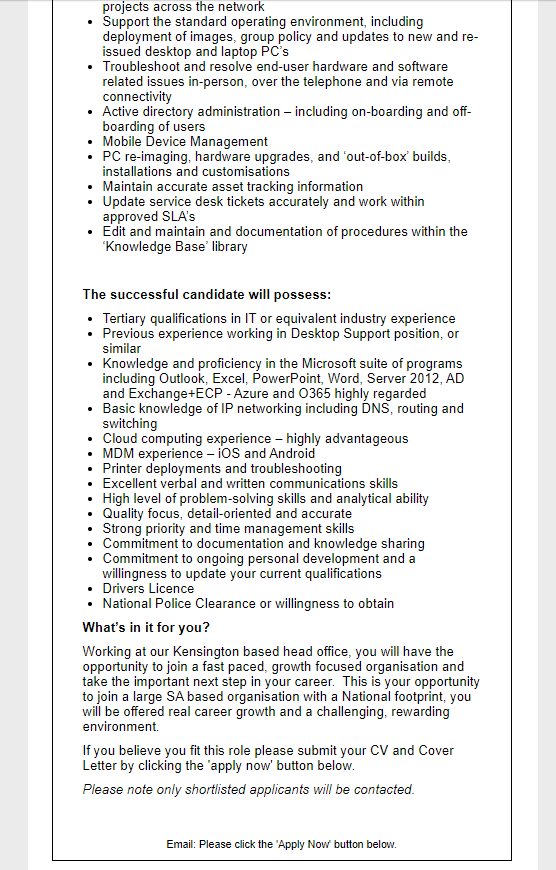 projects across the network
• Support the standard operating environment, including
deployment of images, group policy and updates to new and re-
issued desktop and laptop PC's
• Troubleshoot and resolve end-user hardware and software
related issues in-person, over the telephone and via remote
connectivity
• Active directory administration – including on-boarding and off-
boarding of users
• Mobile Device Management
• PC re-imaging, hardware upgrades, and ‘out-of-box’ builds,
installations and customisations
• Maintain accurate asset tracking information
• Update service desk tickets accurately and work within
approved SLA's
• Edit and maintain and documentation of procedures within the
‘Knowledge Base’ library
The successful candidate will possess:
• Tertiary qualifications in IT or equivalent industry experience
• Previous experience working in Desktop Support position, or
similar
• Knowledge and proficiency in the Microsoft suite of programs
including Outlook, Excel, PowerPoint, Word, Server 2012, AD
and Exchange+ECP - Azure and O365 highly regarded
• Basic knowledge of IP networking including DNS, routing and
switching
• Cloud computing experience – highly advantageous
• MDM experience – iOS and Android
• Printer deployments and troubleshooting
• Excellent verbal and written communications skills
• High level of problem-solving skills and analytical ability
• Quality focus, detail-oriented and accurate
• Strong priority and time management skills
• Commitment to documentation and knowledge sharing
• Commitment to ongoing personal development and a
willingness to update your current qualifications
• Drivers Licence
• National Police Clearance or willingness to obtain
What's in it for you?
Working at our Kensington based head office, you will have the
opportunity to join a fast paced, growth focused organisation and
take the important next step in your career.  This is your opportunity
to join a large SA based organisation with a National footprint, you
will be offered real career growth and a challenging, rewarding
environment.
If you believe you fit this role please submit your CV and Cover
Letter by clicking the 'apply now' button below.
Please note only shortlisted applicants will be contacted.
Email: Please click the 'Apply Now' button below.